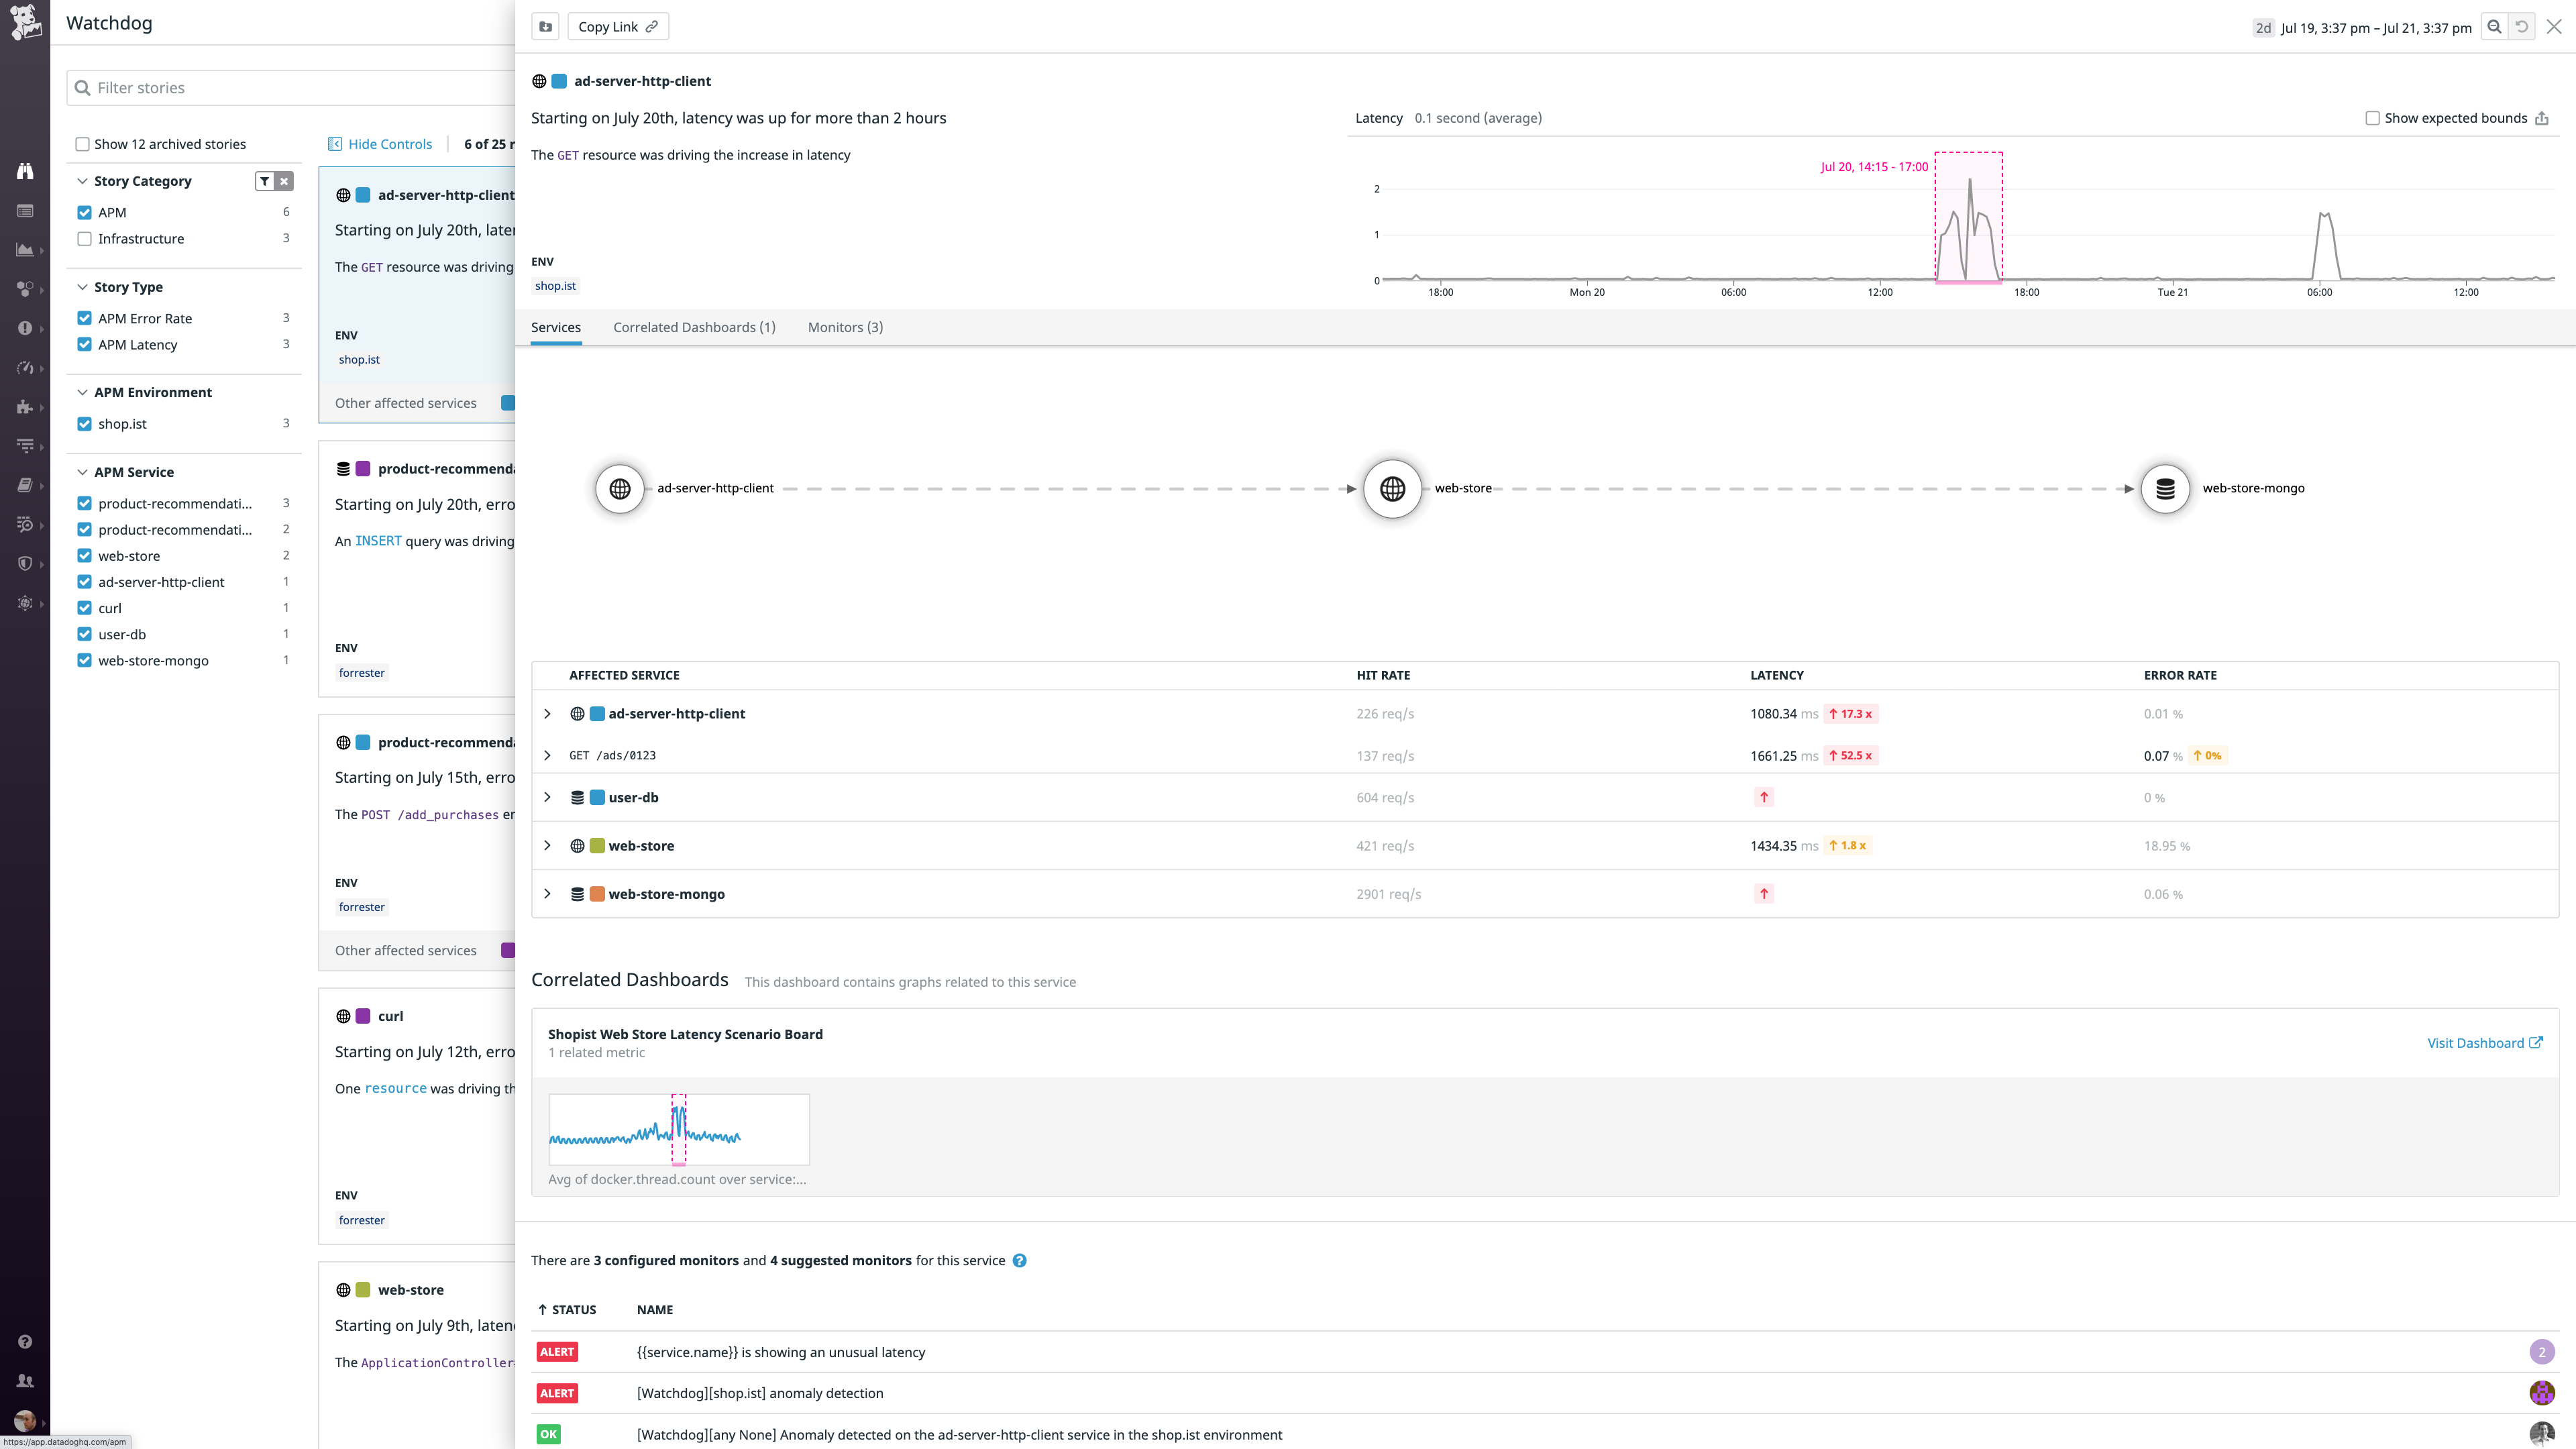 Watchdog
Filter stories
Show 12 archived stories
Story Category
APM 6
Infrastructure 3
Story Type
APM Error Rate 3
APM Latency 3
APM Environment
shop.ist 3
APM Service
product-recommendati... 3
product-recommendati... 2
web-store 2
ad-server-http-client 1
curl 1
user-db 1
web-store-mongo 1
Hide Controls 6 of 25 r
ad-server-http-client
Starting on July 20th, later
The GET resource was driving
ENV
shop.ist
Other affected services
product-recommenda
Starting on July 20th, erro
An INSERT query was driving
ENV
forrester
product-recommenda
Starting on July 15th, erro
The POST /add_purchases er
ENV
forrester
Other affected services
curl
Starting on July 12th, erro
One resource was driving th
ENV
forrester
web-store
Starting on July 9th, laten
The ApplicationController
https://app.datadoghq.com/apm
Copy Link
2d Jul 19, 3:37 pm – Jul 21, 3:37 pm
ad-server-http-client
Starting on July 20th, latency was up for more than 2 hours
The GET resource was driving the increase in latency
ENV
shop.ist
Latency 0.1 second (average)
Show expected bounds
Jul 20, 14:15 - 17:00
2
1
0
18:00 Mon 20 06:00 12:00 18:00 Tue 21 06:00 12:00
Services Correlated Dashboards (1) Monitors (3)
ad-server-http-client web-store web-store-mongo
AFFECTED SERVICE HIT RATE LATENCY ERROR RATE
ad-server-http-client 226 req/s 1080.34 ms ↑ 17.3 x 0.01 %
GET /ads/0123 137 req/s 1661.25 ms ↑ 52.5 x 0.07 % ↑ 0%
user-db 604 req/s ↑ 0 %
web-store 421 req/s 1434.35 ms ↑ 1.8 x 18.95 %
web-store-mongo 2901 req/s ↑ 0.06 %
Correlated Dashboards This dashboard contains graphs related to this service
Shopist Web Store Latency Scenario Board
1 related metric
Visit Dashboard
Avg of docker.thread.count over service:...
There are 3 configured monitors and 4 suggested monitors for this service ?
↑ STATUS NAME
ALERT {{service.name}} is showing an unusual latency 2
ALERT [Watchdog][shop.ist] anomaly detection
OK [Watchdog][any None] Anomaly detected on the ad-server-http-client service in the shop.ist environment